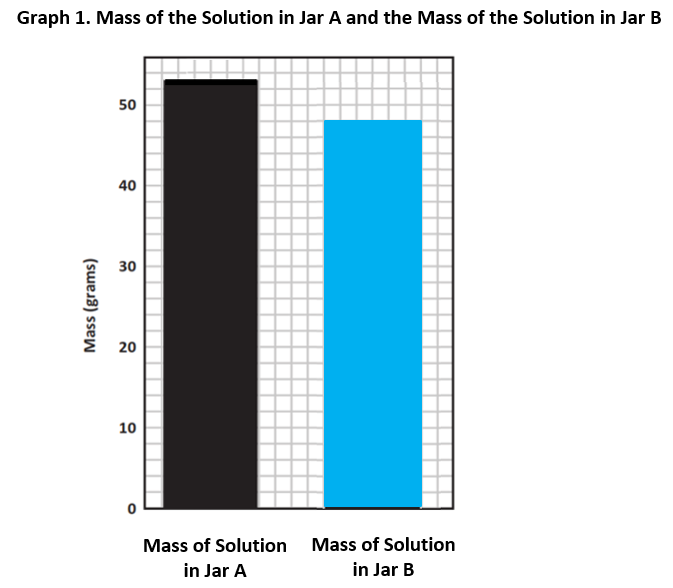 Graph 1. Mass of the Solution in Jar A and the Mass of the Solution in Jar B
50
40
30
20
10
0
Mass (grams)
Mass of Solution
in Jar A
Mass of Solution
in Jar B